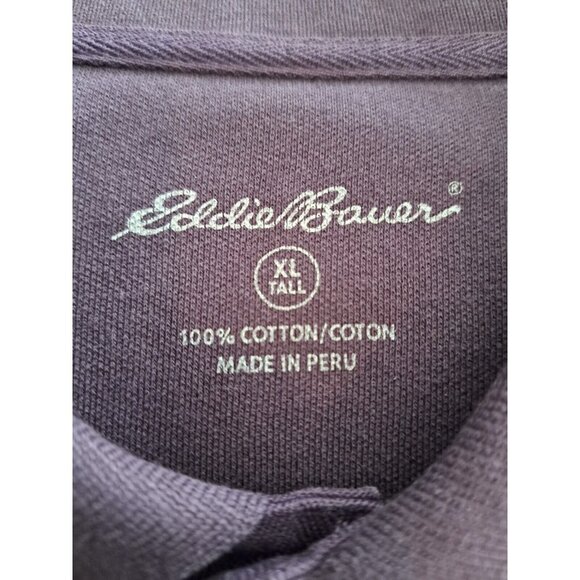 Eddie Bauer®
XL
TALL
100% COTTON/COTON
MADE IN PERU